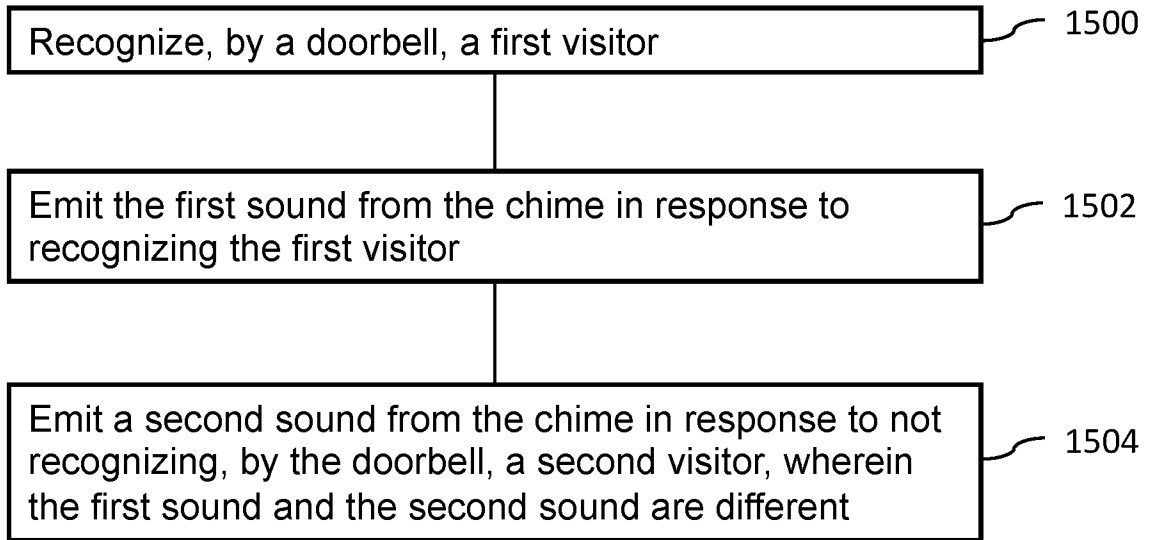 Recognize, by a doorbell, a first visitor
1500
Emit the first sound from the chime in response to
recognizing the first visitor
1502
Emit a second sound from the chime in response to not
recognizing, by the doorbell, a second visitor, wherein
the first sound and the second sound are different
1504